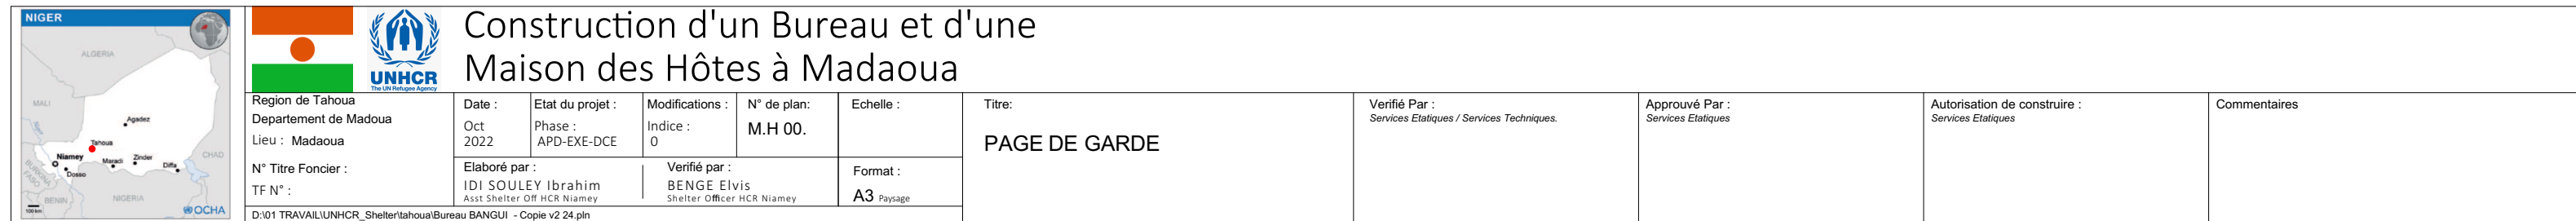 NIGER
ALGERIA
MALI
Niger
Agadez
Tahoua
Niamey
Maradi
Zinder
Diffa
CHAD
Dosso
BURKINA
FASO
BENIN
NIGERIA
100 km
OCHA
UNHCR
The UN Refugee Agency
Construction d'un Bureau et d'une
Maison des Hôtes à Madaoua
Region de Tahoua
Departement de Madoua
Lieu : Madaoua
N° Titre Foncier :
TF N° :
Date :
Oct
2022
Etat du projet :
Phase :
APD-EXE-DCE
Modifications :
Indice :
0
N° de plan:
M.H 00.
Echelle :
Elaboré par :
IDI SOULEY Ibrahim
Asst Shelter Off HCR Niamey
Verifié par :
BENGE Elvis
Shelter Officer HCR Niamey
Format :
A3 Paysage
D:\01 TRAVAIL\UNHCR_Shelter\tahoua\Bureau BANGUI - Copie v2 24.pln
Titre:
PAGE DE GARDE
Verifié Par :
Services Etatiques / Services Techniques.
Approuvé Par :
Services Etatiques
Autorisation de construire :
Services Etatiques
Commentaires